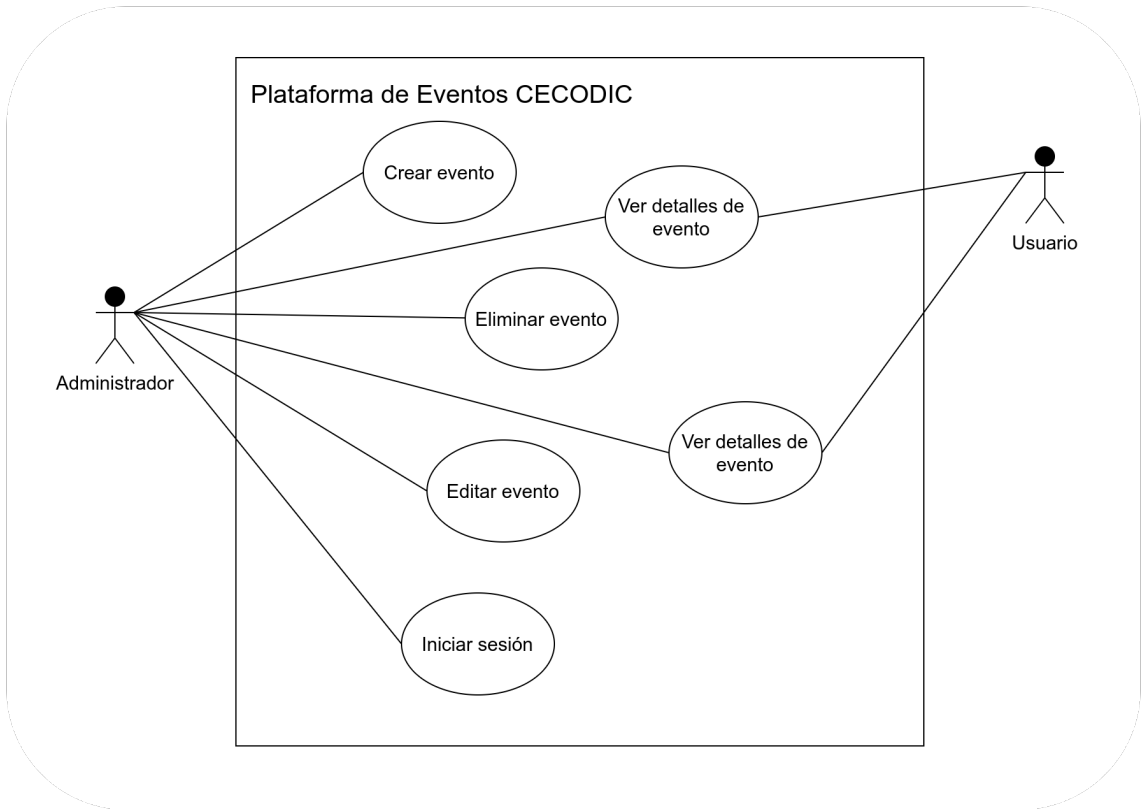 Plataforma de Eventos CECODIC
Crear evento
Ver detalles de
evento
Usuario
Eliminar evento
Administrador
Ver detalles de
evento
Editar evento
Iniciar sesión